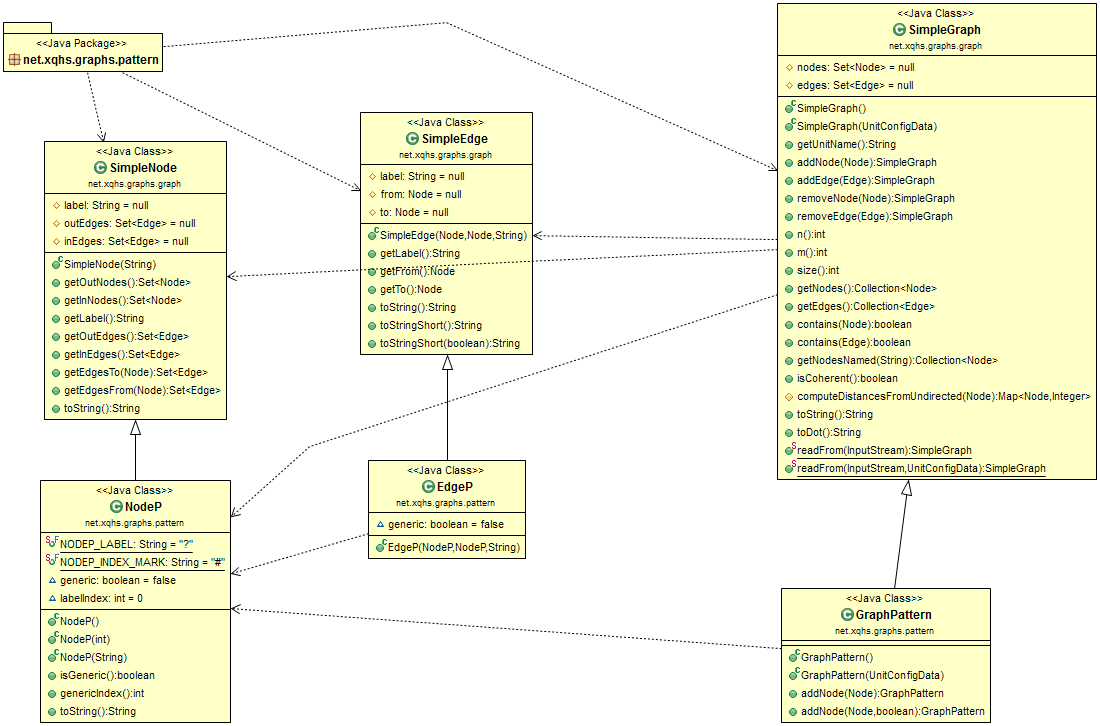 <<Java Package>>
net.xqhs.graphs.pattern
<<Java Class>>
SimpleGraph
net.xqhs.graphs.graph
nodes: Set<Node> = null
edges: Set<Edge> = null
SimpleGraph()
SimpleGraph(UnitConfigData)
getUnitName():String
addNode(Node):SimpleGraph
addEdge(Edge):SimpleGraph
removeNode(Node):SimpleGraph
removeEdge(Edge):SimpleGraph
n():int
m():int
size():int
getNodes():Collection<Node>
getEdges():Collection<Edge>
contains(Node):boolean
contains(Edge):boolean
getNodesNamed(String):Collection<Node>
isCoherent():boolean
computeDistancesFromUndirected(Node):Map<Node,Integer>
toString():String
toDot():String
readFrom(InputStream):SimpleGraph
readFrom(InputStream,UnitConfigData):SimpleGraph
<<Java Class>>
SimpleEdge
net.xqhs.graphs.graph
label: String = null
from: Node = null
to: Node = null
SimpleEdge(Node,Node,String)
getLabel():String
getFrom():Node
getTo():Node
toString():String
toStringShort():String
toStringShort(boolean):String
<<Java Class>>
SimpleNode
net.xqhs.graphs.graph
label: String = null
outEdges: Set<Edge> = null
inEdges: Set<Edge> = null
SimpleNode(String)
getOutNodes():Set<Node>
getInNodes():Set<Node>
getLabel():String
getOutEdges():Set<Edge>
getInEdges():Set<Edge>
getEdgesTo(Node):Set<Edge>
getEdgesFrom(Node):Set<Edge>
toString():String
<<Java Class>>
NodeP
net.xqhs.graphs.pattern
NODEP_LABEL: String = "?"
NODEP_INDEX_MARK: String = "#"
generic: boolean = false
labelIndex: int = 0
NodeP()
NodeP(int)
NodeP(String)
isGeneric():boolean
genericIndex():int
toString():String
<<Java Class>>
EdgeP
net.xqhs.graphs.pattern
generic: boolean = false
EdgeP(NodeP,NodeP,String)
<<Java Class>>
GraphPattern
net.xqhs.graphs.pattern
GraphPattern()
GraphPattern(UnitConfigData)
addNode(Node):GraphPattern
addNode(Node,boolean):GraphPattern